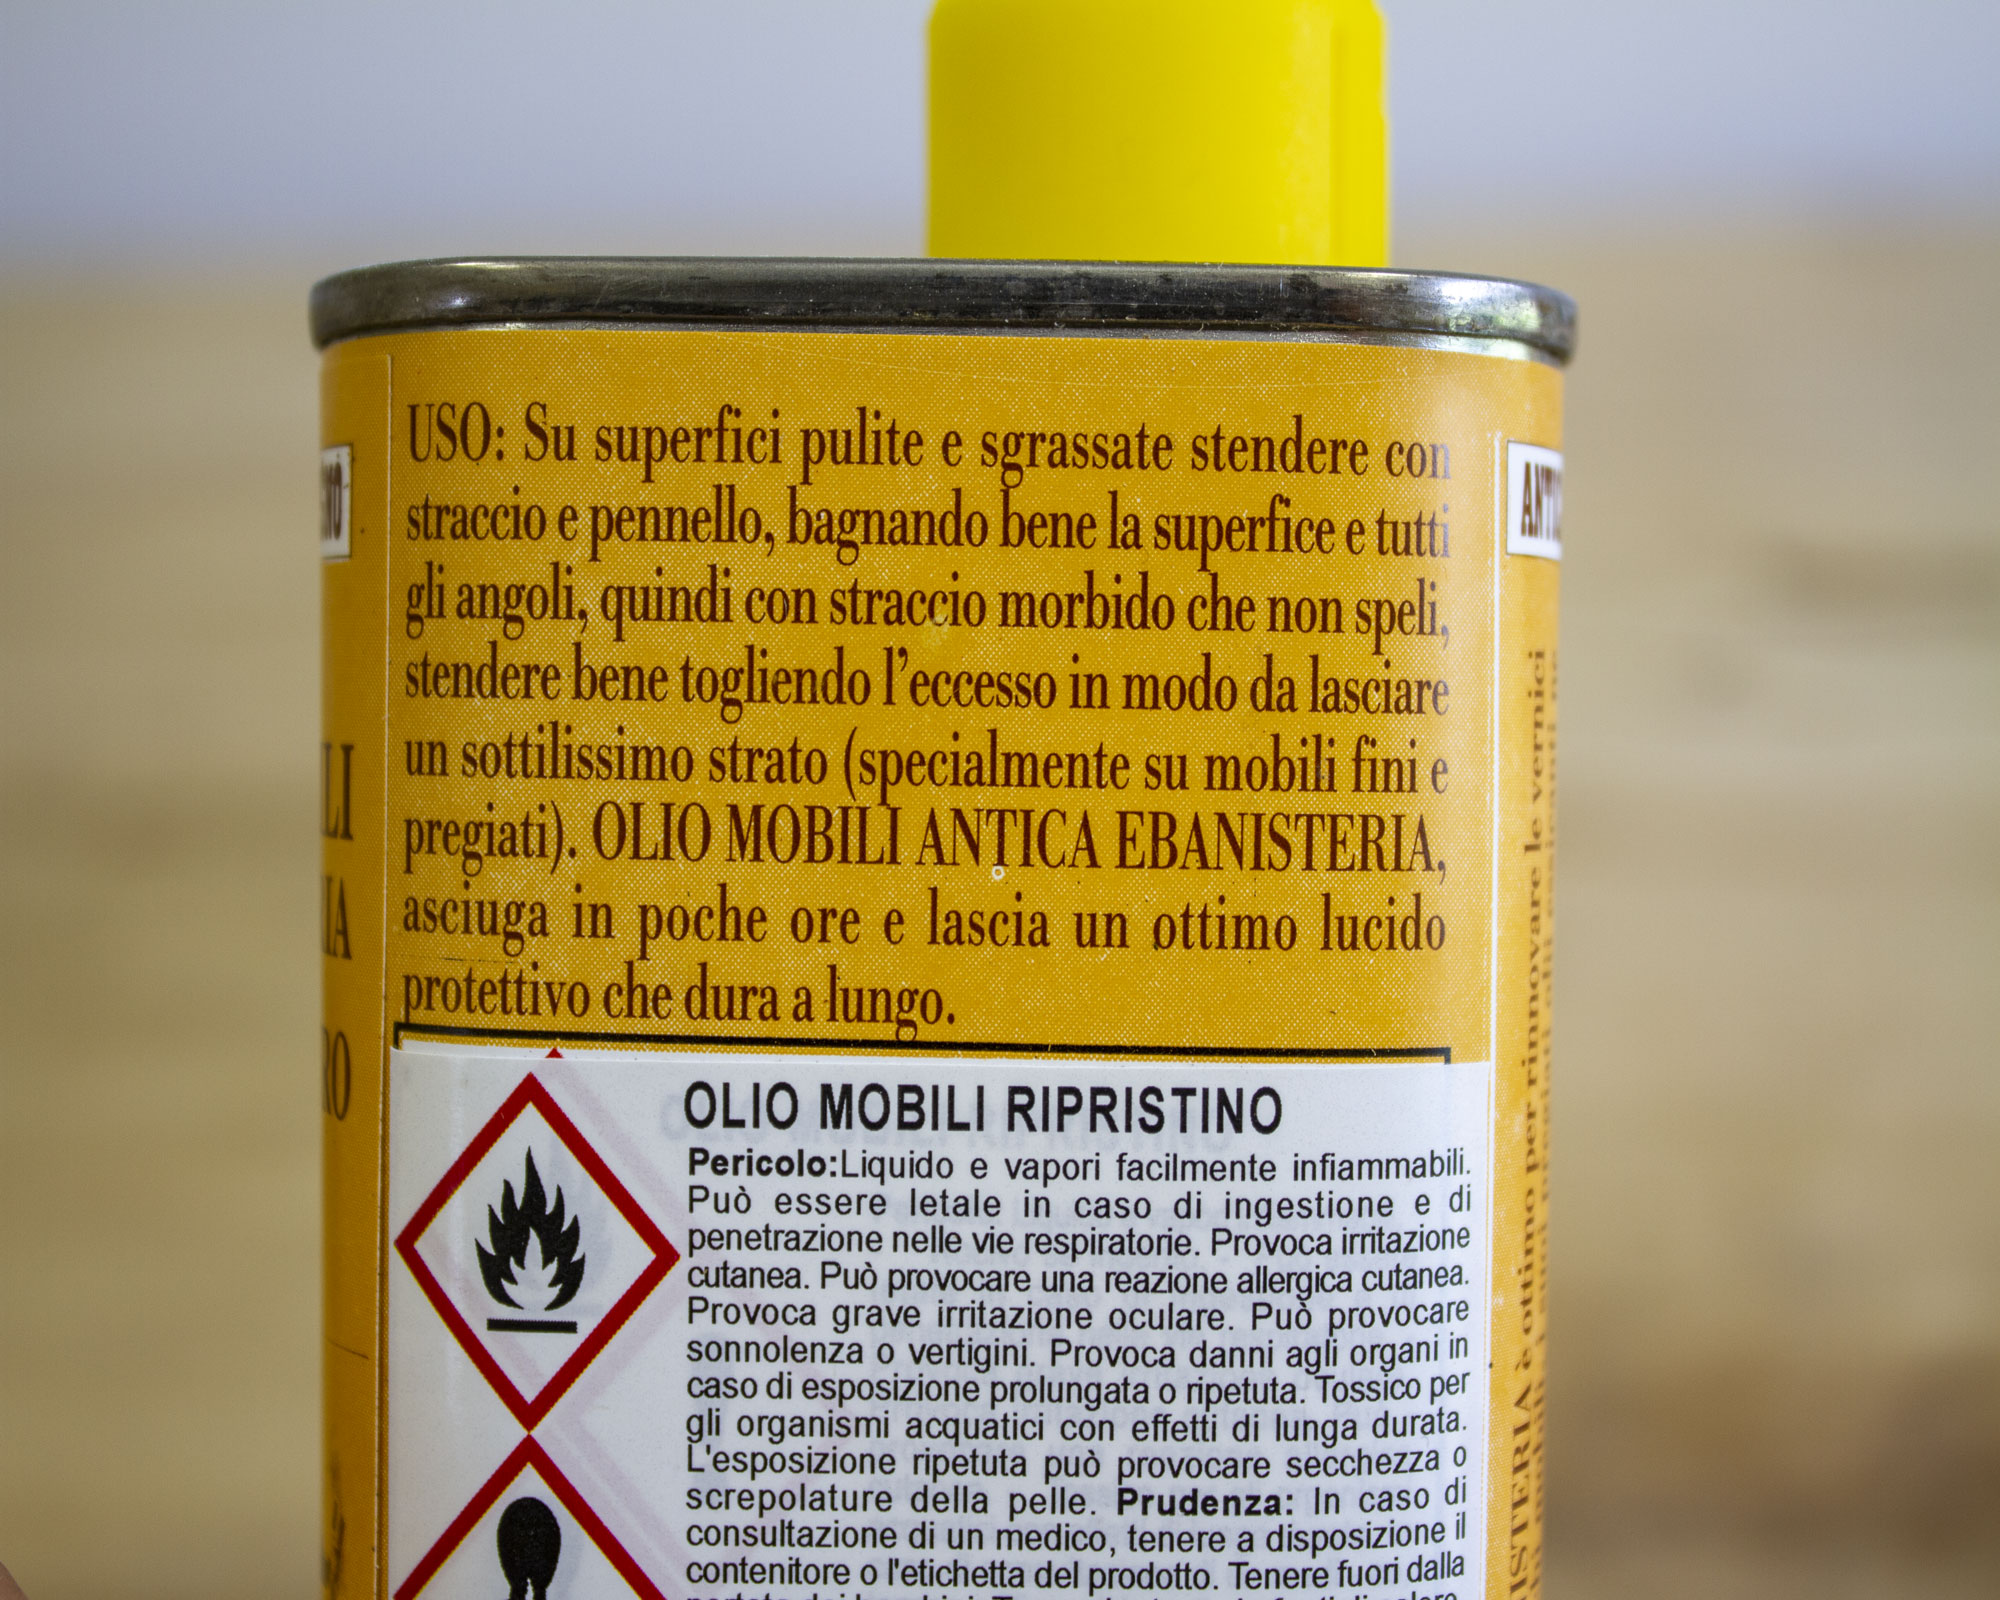 USO: Su superfici pulite e sgrassate stendere con
straccio e pennello, bagnando bene la superfice e tutti
gli angoli, quindi con straccio morbido che non speli,
stendere bene togliendo l'eccesso in modo da lasciare
un sottilissimo strato (specialmente su mobili fini e
pregiati). OLIO MOBILI ANTICA EBANISTERIA,
asciuga in poche ore e lascia un ottimo lucido
protettivo che dura a lungo.
OLIO MOBILI RIPRISTINO
Pericolo:Liquido e vapori facilmente infiammabili.
Può essere letale in caso di ingestione e di
penetrazione nelle vie respiratorie. Provoca irritazione
cutanea. Può provocare una reazione allergica cutanea.
Provoca grave irritazione oculare. Può provocare
sonnolenza o vertigini. Provoca danni agli organi in
caso di esposizione prolungata o ripetuta. Tossico per
gli organismi acquatici con effetti di lunga durata.
L'esposizione ripetuta può provocare secchezza o
screpolature della pelle. Prudenza: In caso di
consultazione di un medico, tenere a disposizione il
contenitore o l'etichetta del prodotto. Tenere fuori dalla
è ottimo per rinnovare le vernici